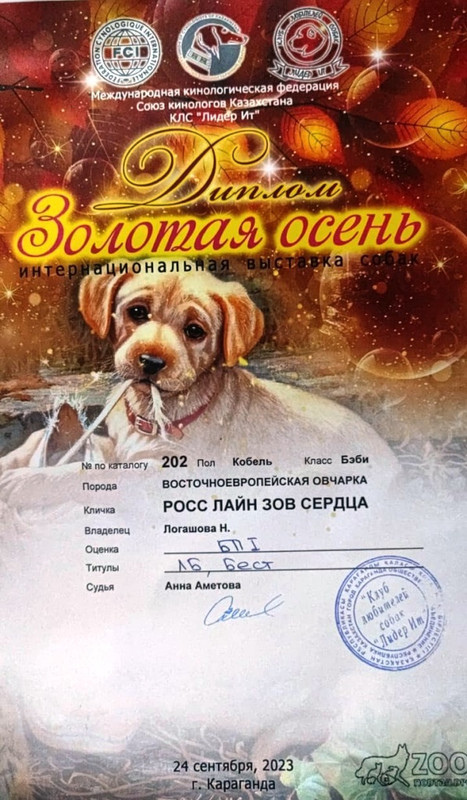 FCI
Международная кинологическая федерация
Союз кинологов Казахстана
КЛС "Лидер Ит"
Диплом
Золотая осень
интернациональная выставка собак
№ по каталогу 202 Пол Кобель Класс Бэби
Порода ВОСТОЧНОЕВРОПЕЙСКАЯ ОВЧАРКА
Кличка РОСС ЛАЙН ЗОВ СЕРДЦА
Владелец Логашова Н.
Оценка БП I
Титулы ЛБ, Бест
Судья Анна Аметова
"Клуб
любителей
собак
"Лидер Ит"
ZOO
24 сентября, 2023
г. Караганда